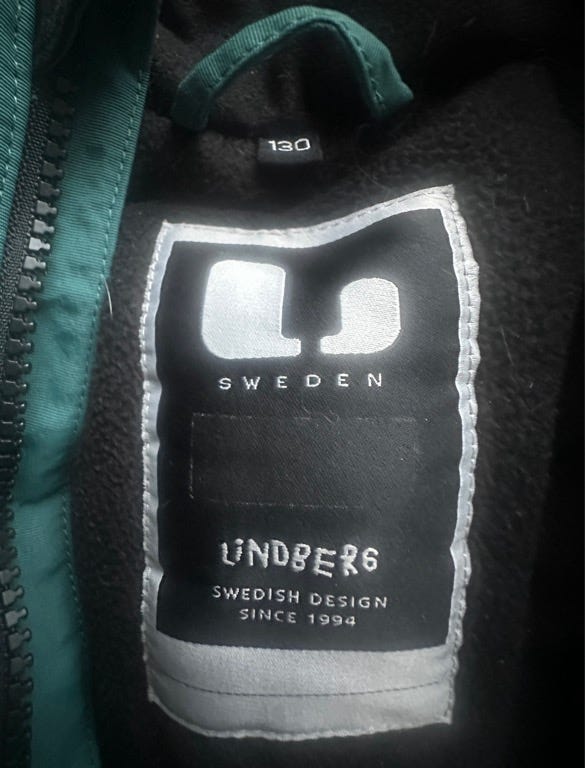 130
SWEDEN
LINDBERG
SWEDISH DESIGN
SINCE 1994